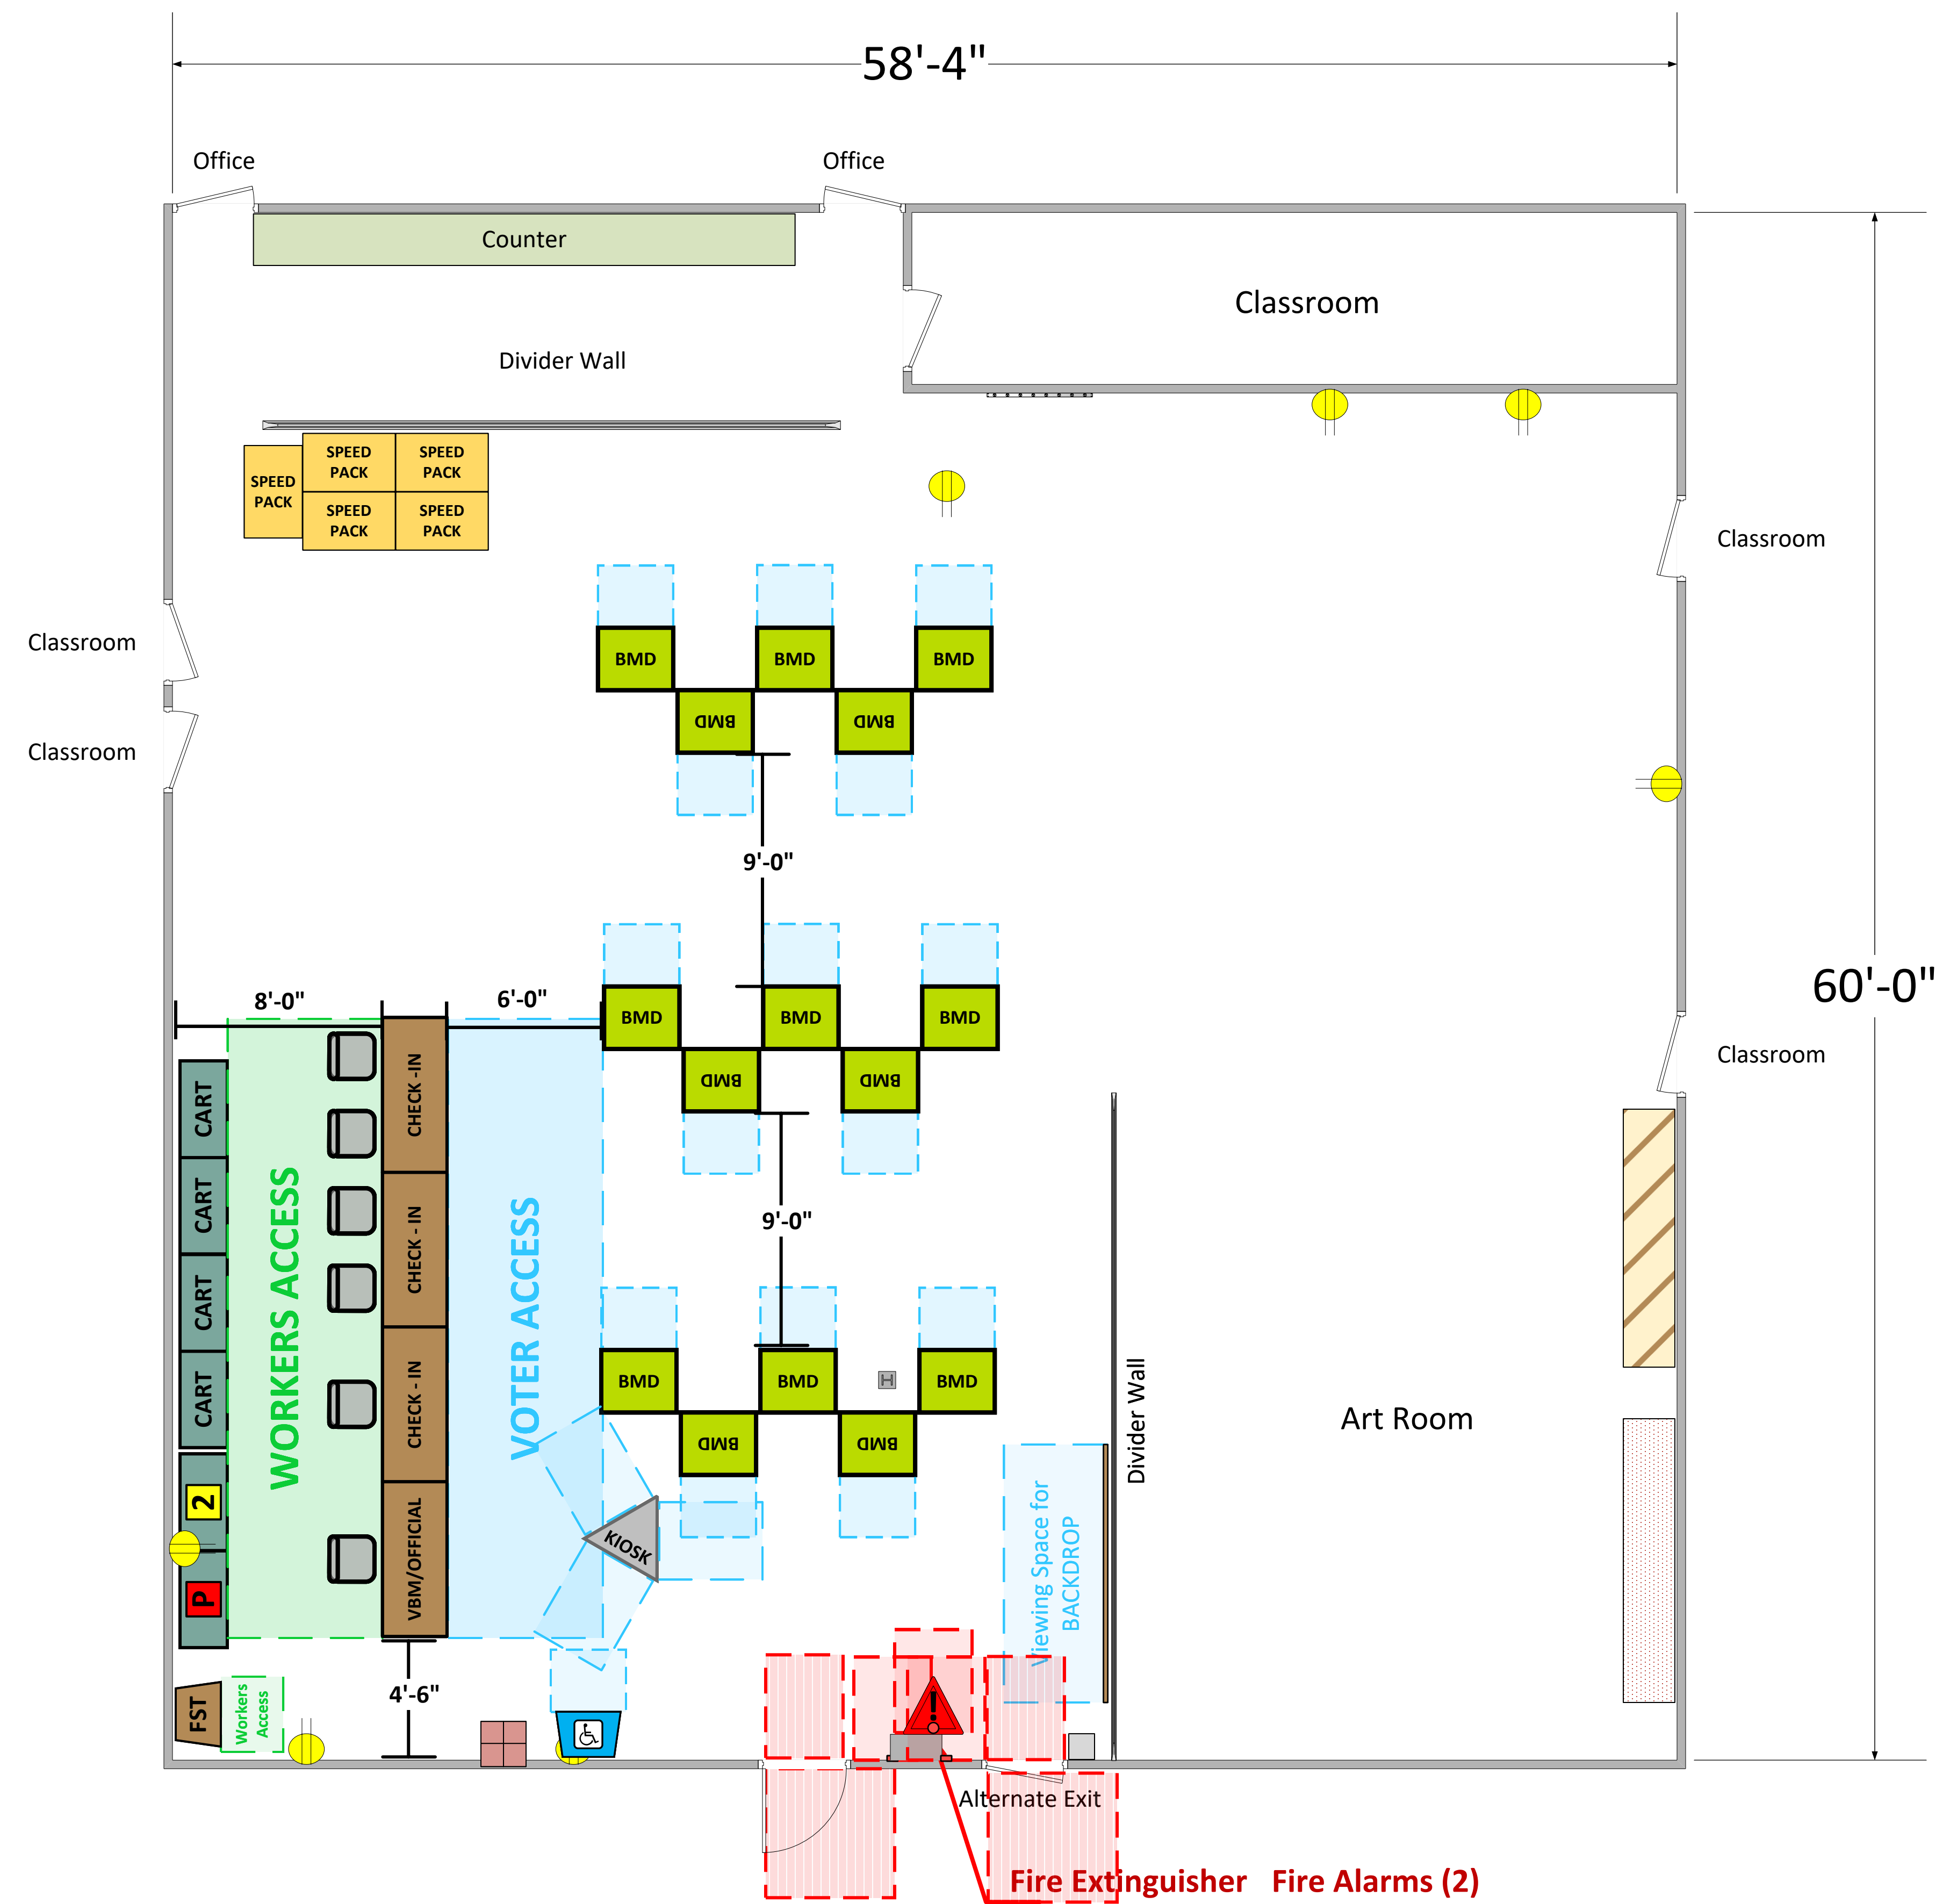 58'-4"
Office
Office
Counter
Classroom
Divider Wall
SPEED
PACK
SPEED
PACK
SPEED
PACK
SPEED
PACK
SPEED
PACK
Classroom
Classroom
Classroom
BMD
BMD
BMD
BMD
BMD
9'-0"
60'-0"
8'-0"
6'-0"
BMD
BMD
BMD
BMD
BMD
Classroom
CART
CART
CART
CART
2
P
WORKERS ACCESS
CHECK -IN
CHECK - IN
CHECK - IN
VBM/OFFICIAL
VOTER ACCESS
9'-0"
BMD
BMD
H
BMD
BMD
BMD
KIOSK
Viewing Space for
BACKDROP
Divider Wall
Art Room
FST
Workers
Access
4'-6"
!
Alternate Exit
Fire Extinguisher Fire Alarms (2)